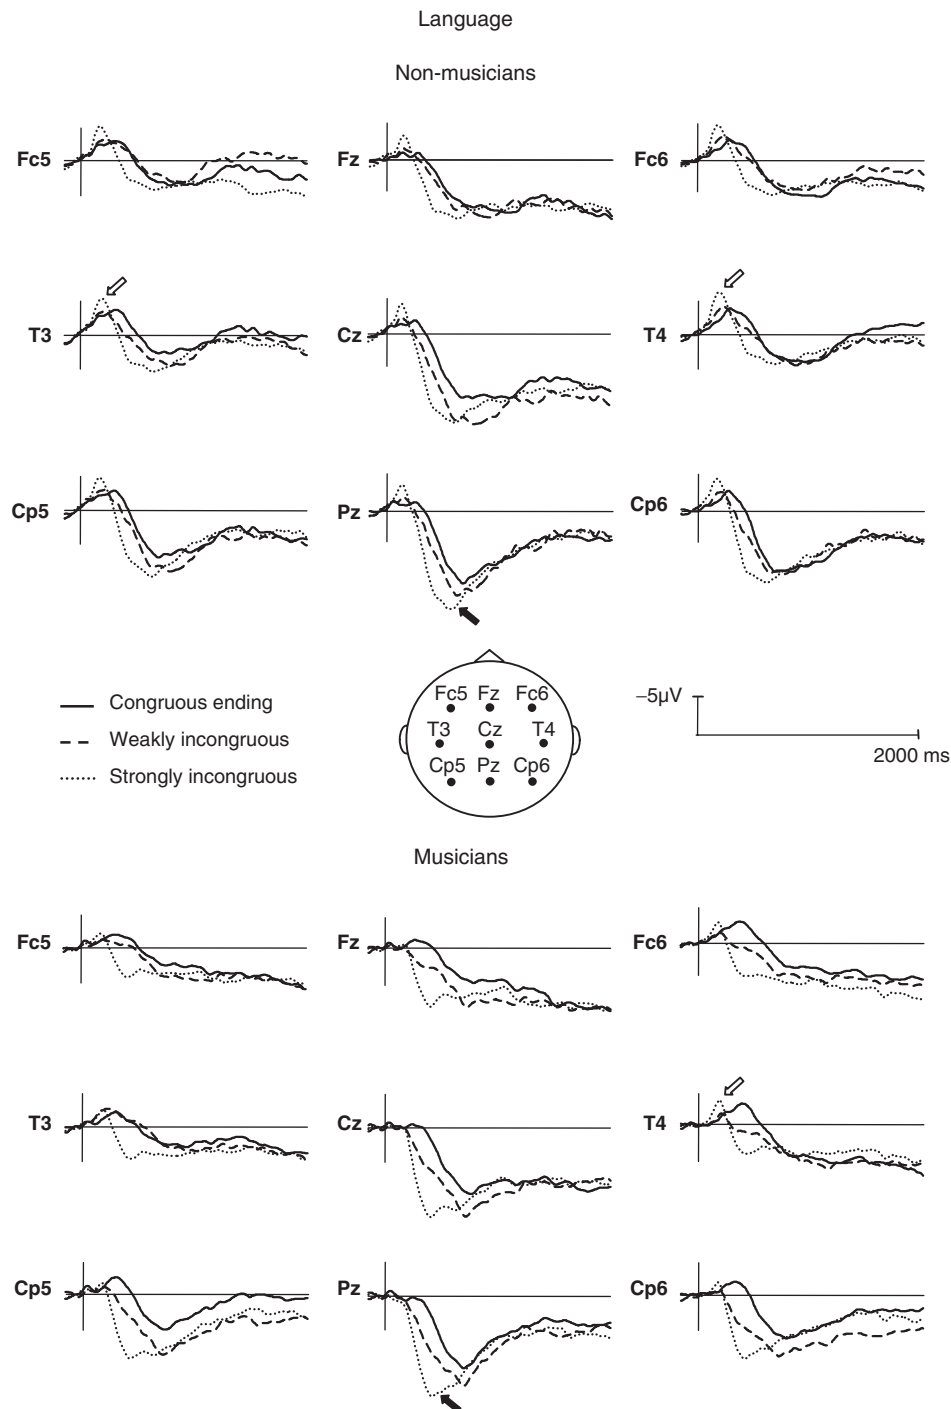 Language
Non-musicians
Fc5 Fz Fc6
T3 Cz T4
Cp5 Pz Cp6
Fc5 Fz Fc6
T3 Cz T4
Cp5 Pz Cp6
Congruous ending
Weakly incongruous
Strongly incongruous
–5μV
2000 ms
Musicians
Fc5 Fz Fc6
T3 Cz T4
Cp5 Pz Cp6